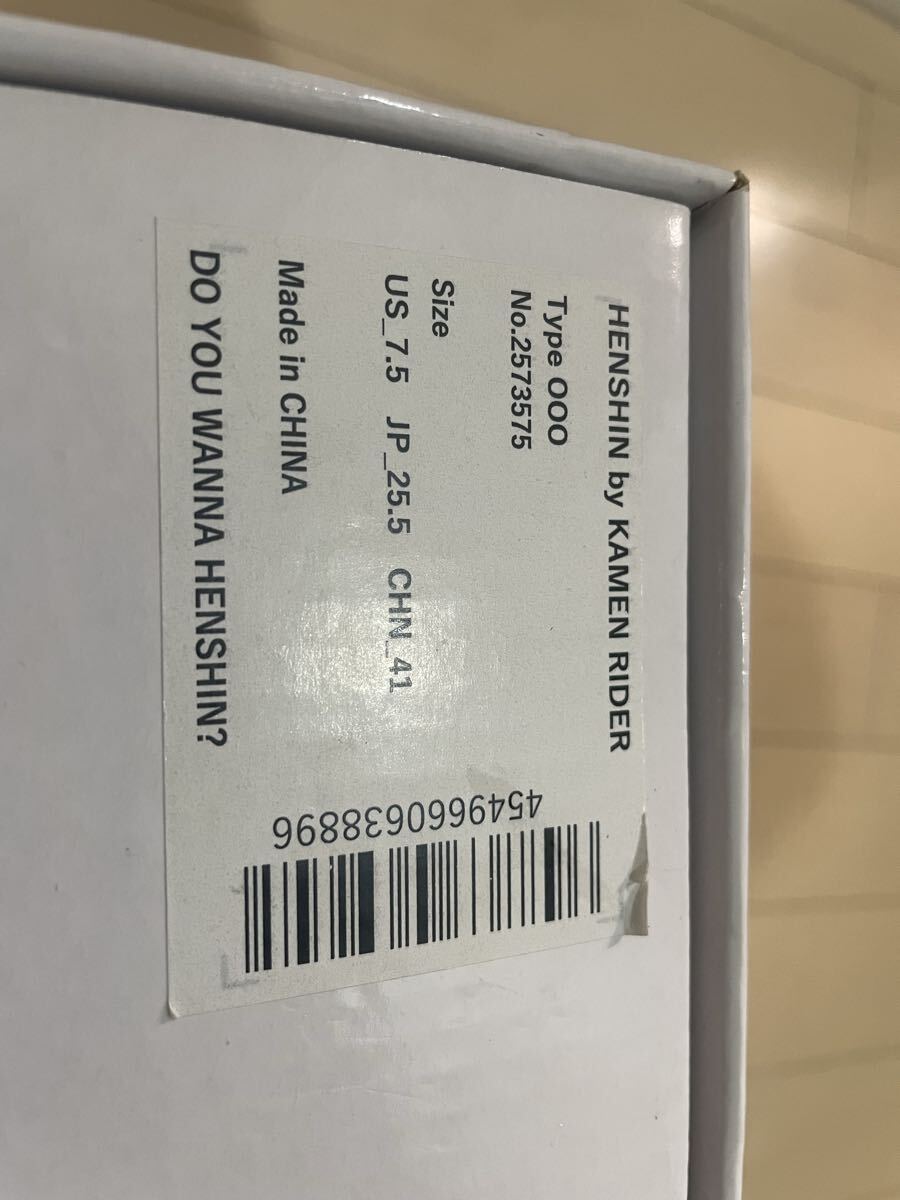 HENSHIN by KAMEN RIDER
Type OOO
No.2573575
Size
US_7.5 JP_25.5 CHN_41
Made in CHINA
DO YOU WANNA HENSHIN?
4549660638896